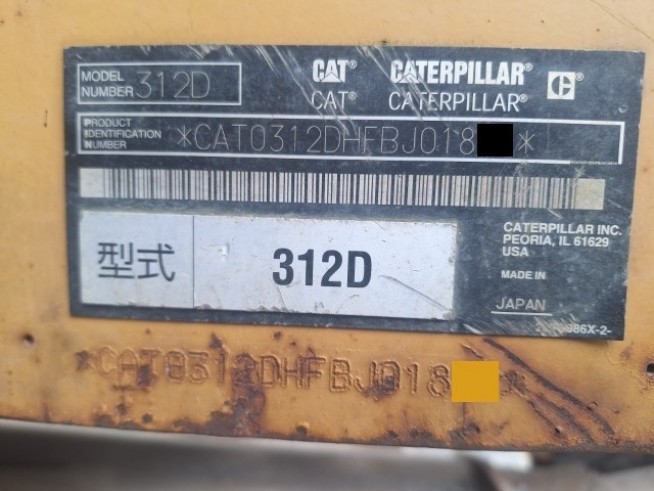 MODEL NUMBER 312D
CAT® CATERPILLAR®
CAT® CATERPILLAR®
PRODUCT IDENTIFICATION NUMBER *CAT0312DHFBJ018 *
型式 312D
CATERPILLAR INC.
PEORIA, IL 61629
USA
MADE IN
JAPAN
*CAT0312DHFBJ018 *